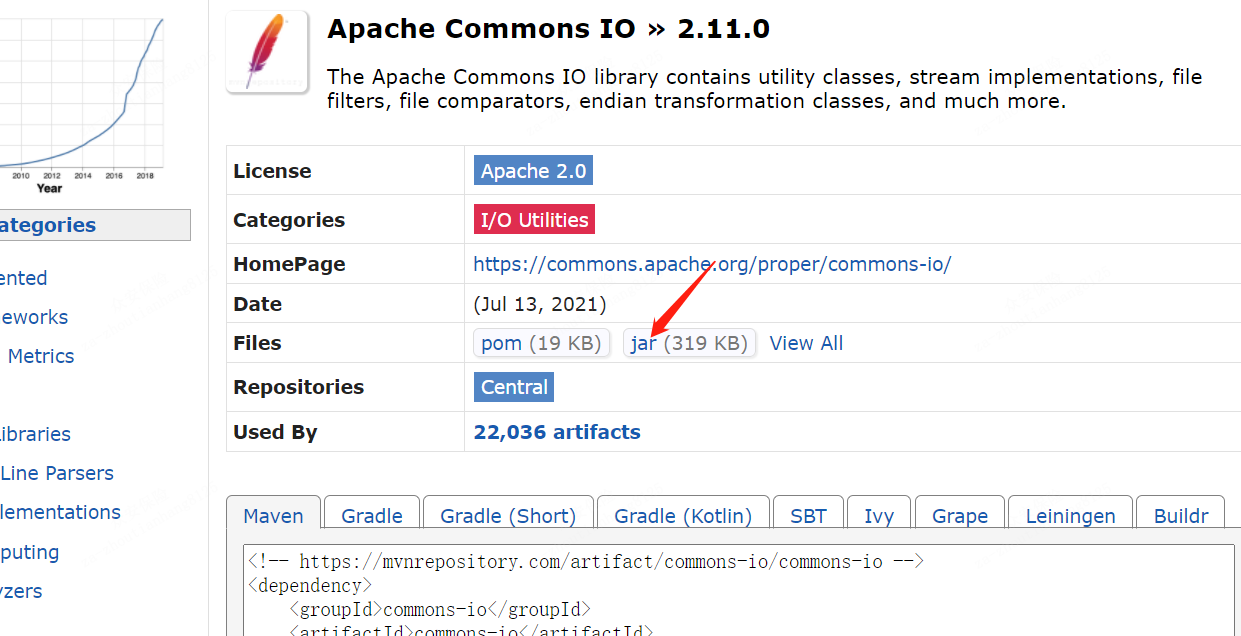 Apache Commons IO » 2.11.0
The Apache Commons IO library contains utility classes, stream implementations, file
filters, file comparators, endian transformation classes, and much more.
2010 2012 2014 2016 2018
Year
ategories
ented
eworks
Metrics
ibraries
Line Parsers
lementations
puting
yzers
License Apache 2.0
Categories I/O Utilities
HomePage https://commons.apache.org/proper/commons-io/
Date (Jul 13, 2021)
Files pom (19 KB) jar (319 KB) View All
Repositories Central
Used By 22,036 artifacts
Maven Gradle Gradle (Short) Gradle (Kotlin) SBT Ivy Grape Leiningen Buildr
<!-- https://mvnrepository.com/artifact/commons-io/commons-io -->
<dependency>
<groupId>commons-io</groupId>
<artifactId>commons-io</artifactId>